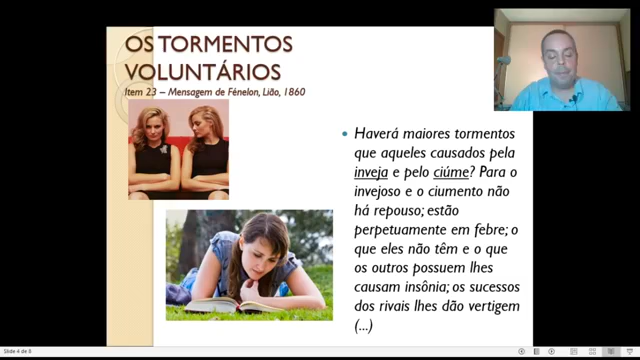 OS TORMENTOS
VOLUNTÁRIOS
Item 23 – Mensagem de Fénelon, Lião, 1860
• Haverá maiores tormentos
que aqueles causados pela
inveja e pelo ciúme? Para o
invejoso e o ciumento não
há repouso; estão
perpetuamente em febre; o
que eles não têm e o que
os outros possuem lhes
causam insônia; os sucessos
dos rivais lhes dão vertigem
(...)
Slide 4 de 8